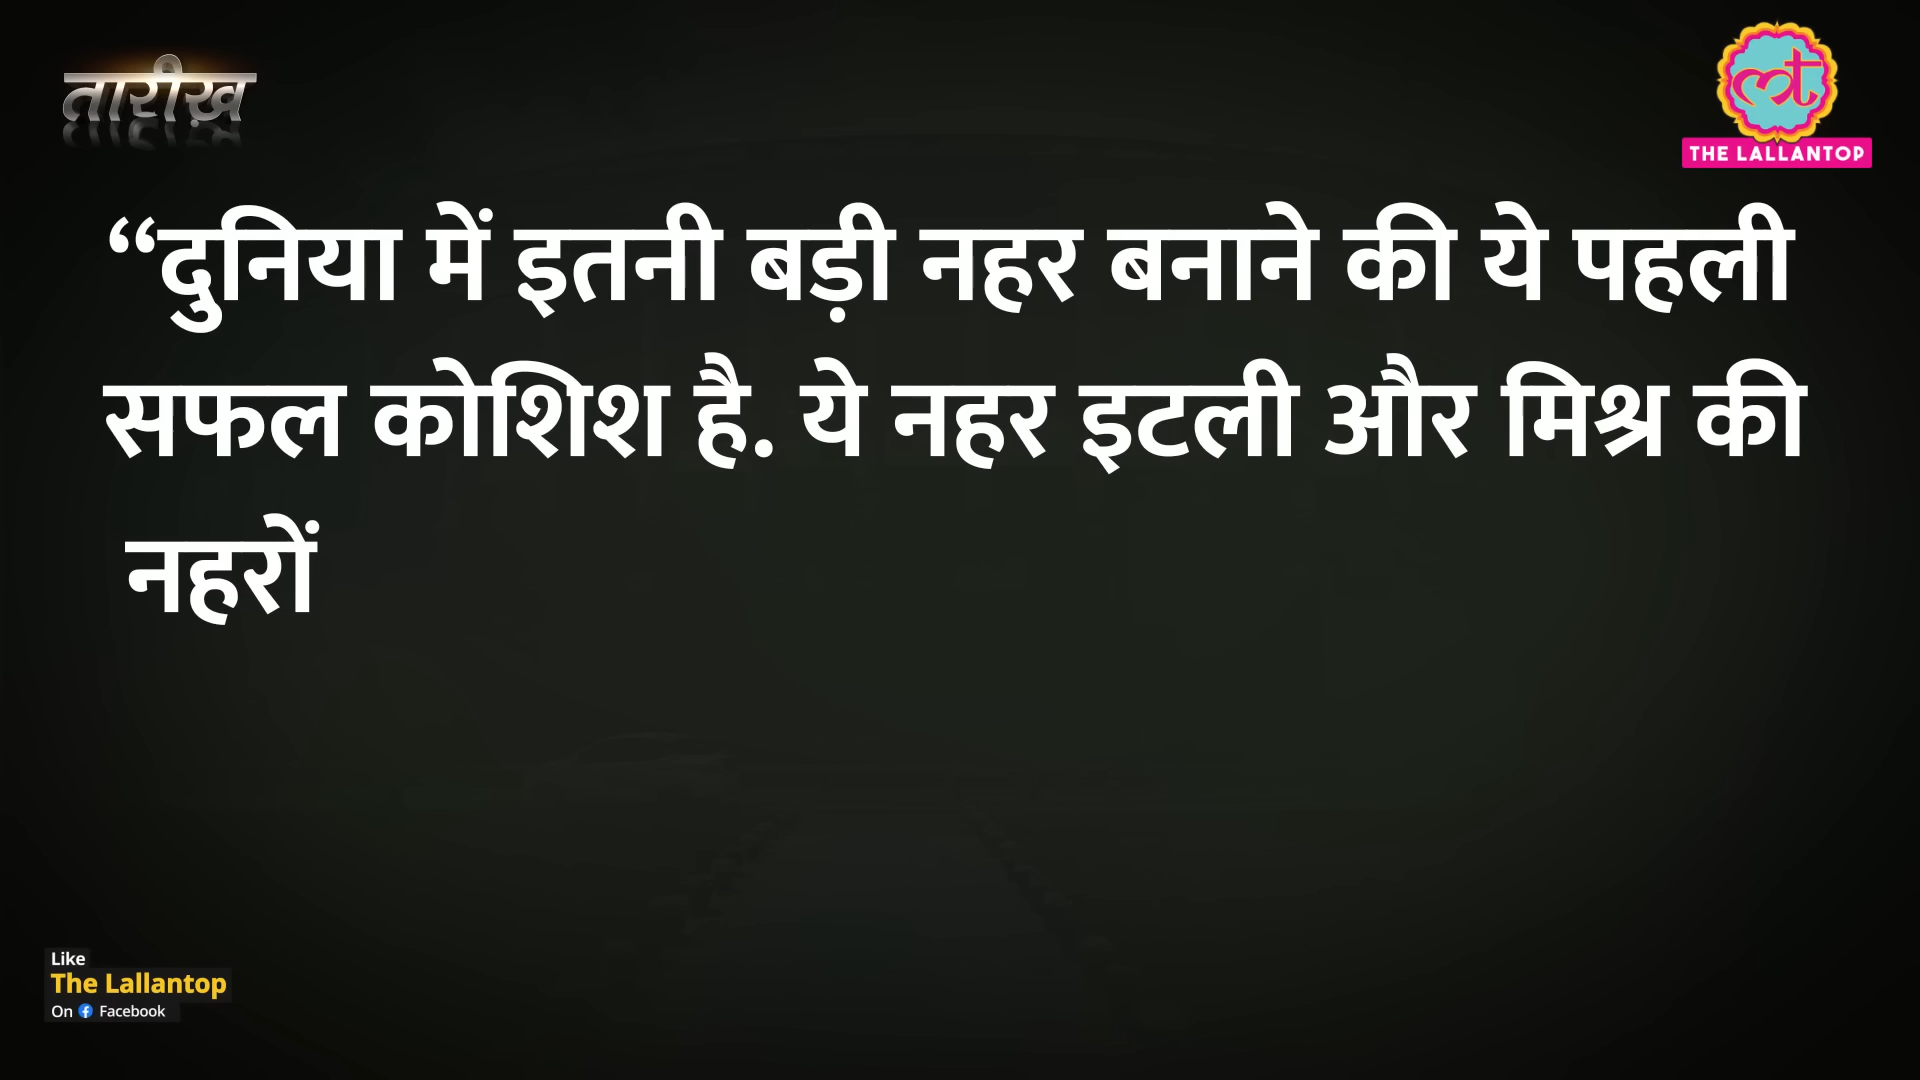 तारीख़
THE LALLANTOP
“दुनिया में इतनी बड़ी नहर बनाने की ये पहली
सफल कोशिश है. ये नहर इटली और मिश्र की
नहरों
Like
The Lallantop
On Facebook